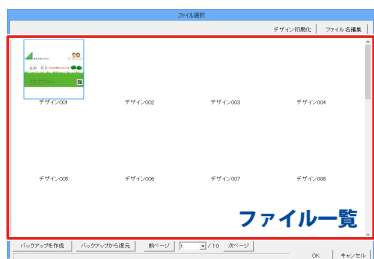 ファイル選択
デザイン初期化 ファイル名編集
デザイン001 デザイン002 デザイン003 デザイン004
デザイン005 デザイン006 デザイン007 デザイン008
ファイル一覧
バックアップを作成 バックアップから復元 前ページ 1 / 10 次ページ
OK キャンセル